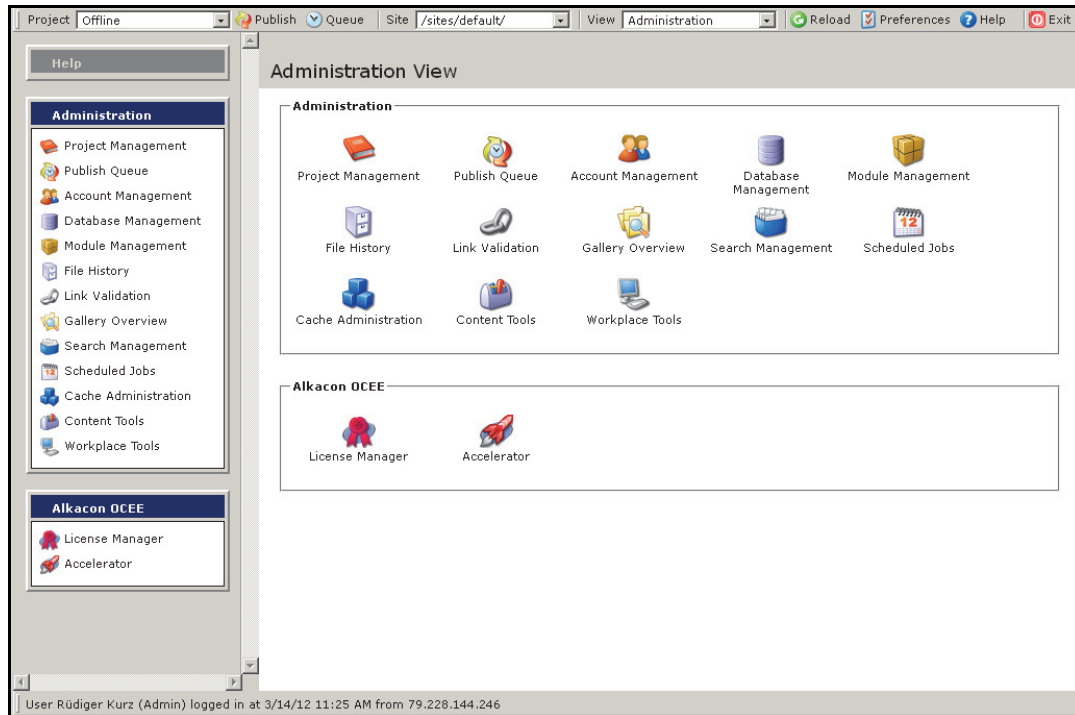 Project Offline Publish Queue Site /sites/default/ View Administration Reload Preferences Help Exit
Help
Administration
Project Management
Publish Queue
Account Management
Database Management
Module Management
File History
Link Validation
Gallery Overview
Search Management
Scheduled Jobs
Cache Administration
Content Tools
Workplace Tools
Alkacon OCEE
License Manager
Accelerator
Administration View
Administration
Project Management Publish Queue Account Management Database Management Module Management
File History Link Validation Gallery Overview Search Management 12 Scheduled Jobs
Cache Administration Content Tools Workplace Tools
Alkacon OCEE
License Manager Accelerator
User Rüdiger Kurz (Admin) logged in at 3/14/12 11:25 AM from 79.228.144.246